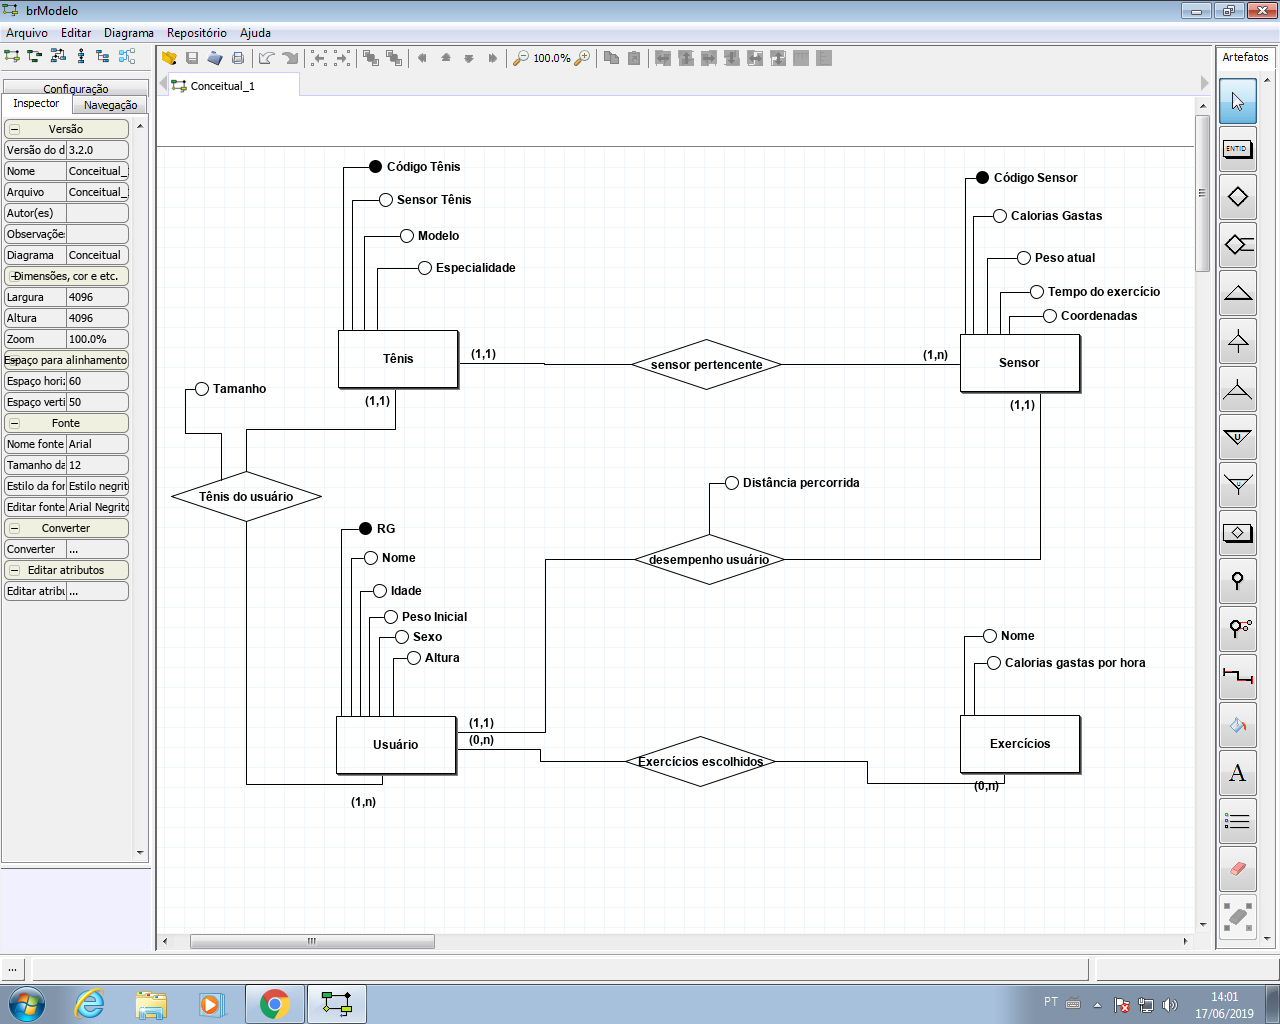 brModelo
Arquivo Editar Diagrama Repositório Ajuda
100.0%
Artefatos
Configuração
Inspector Navegação
Conceitual_1
Versão
Versão do d 3.2.0
Nome Conceitual_
Arquivo Conceitual_
Autor(es)
Observaçõe
Diagrama Conceitual
Dimensões, cor e etc.
Largura 4096
Altura 4096
Zoom 100.0%
Espaço para alinhamento
Espaço hori 60
Espaço verti 50
Fonte
Nome fonte Arial
Tamanho da 12
Estilo da fon Estilo negrit
Editar fonte Arial Negrito
Converter
Converter ...
Editar atributos
Editar atribu ...
Código Tênis
Sensor Tênis
Modelo
Especialidade
Tênis
(1,1)
(1,1)
sensor pertencente
(1,n)
Código Sensor
Calorias Gastas
Peso atual
Tempo do exercício
Coordenadas
Sensor
(1,1)
Tamanho
Tênis do usuário
Distância percorrida
desempenho usuário
RG
Nome
Idade
Peso Inicial
Sexo
Altura
Usuário
(1,1)
(0,n)
(1,n)
Exercícios escolhidos
Nome
Calorias gastas por hora
Exercícios
(0,n)
ENTID
U
A
...
PT
14:01
17/06/2019